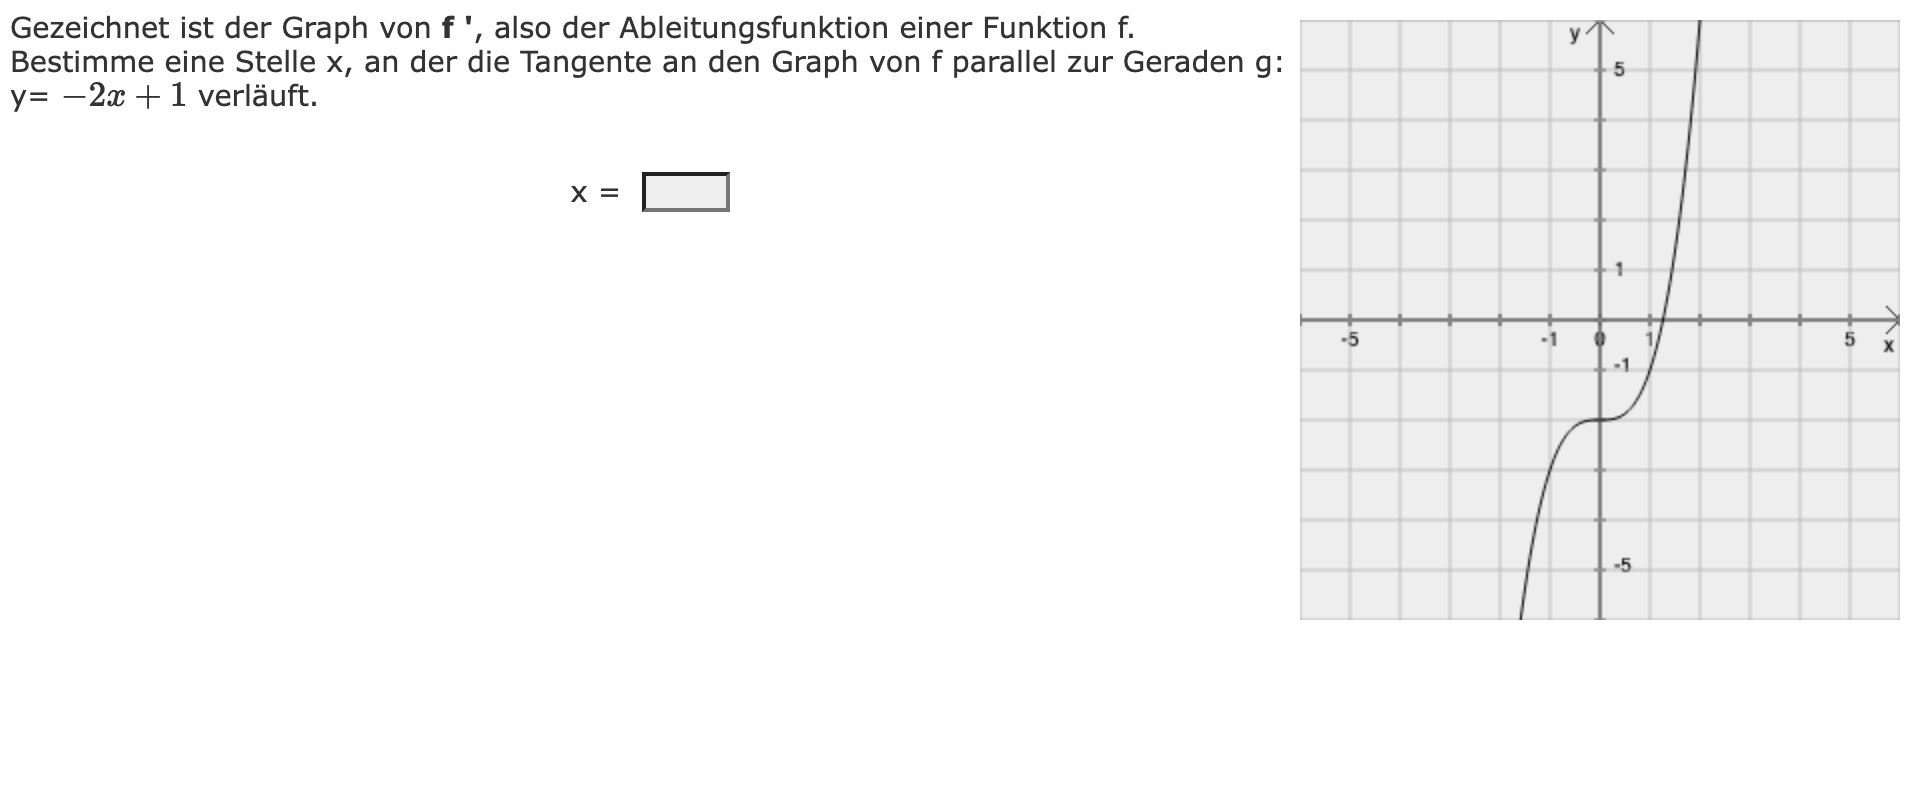 Gezeichnet ist der Graph von f ', also der Ableitungsfunktion einer Funktion f.
Bestimme eine Stelle x, an der die Tangente an den Graph von f parallel zur Geraden g:
y= −2x + 1 verläuft.
x =
y
5
1
-5 -1 0 1 5 x
-1
-5